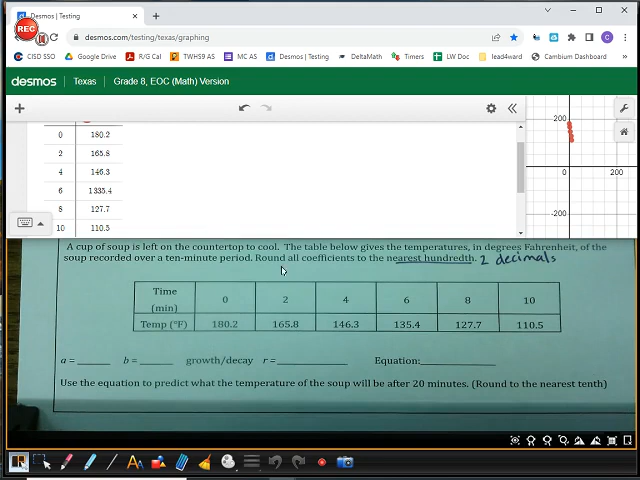 Desmos | Testing
REC
desmos.com/testing/texas/graphing
CISD SSO Google Drive R/G Cal TWHS9 AS MC AS Desmos | Testing DeltaMath Timers LW Doc lead4ward Cambium Dashboard
desmos Texas Grade 8, EOC (Math) Version
0 180.2
2 165.8
4 146.3
6 1335.4
8 127.7
10 110.5
200
0 200
-200
A cup of soup is left on the countertop to cool. The table below gives the temperatures, in degrees Fahrenheit, of the
soup recorded over a ten-minute period. Round all coefficients to the nearest hundredth. 2 decimals
Time (min) 0 2 4 6 8 10
Temp (°F) 180.2 165.8 146.3 135.4 127.7 110.5
a = ______ b = ______ growth/decay r = ____________ Equation:____________
Use the equation to predict what the temperature of the soup will be after 20 minutes. (Round to the nearest tenth)